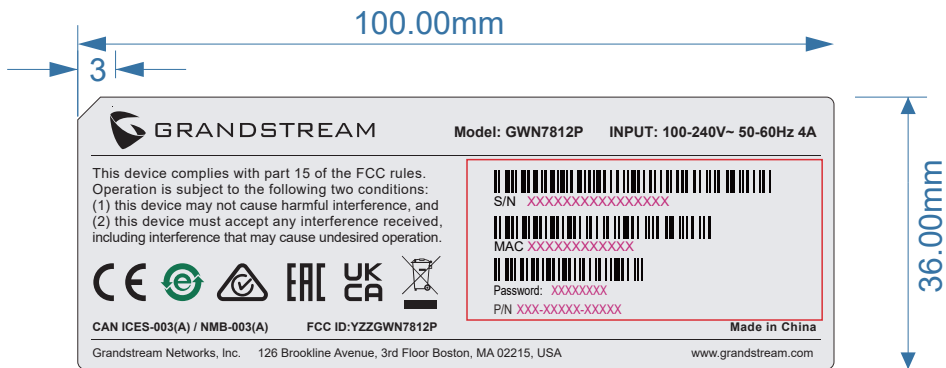 100.00mm
3
GRANDSTREAM
Model: GWN7812P INPUT: 100-240V~ 50-60Hz 4A
This device complies with part 15 of the FCC rules.
Operation is subject to the following two conditions:
(1) this device may not cause harmful interference, and
(2) this device must accept any interference received,
including interference that may cause undesired operation.
S/N XXXXXXXXXXXXXXXX
MAC XXXXXXXXXXXX
Password: XXXXXXXX
P/N XXX-XXXXX-XXXXX
CE e EAC UK CA
CAN ICES-003(A) / NMB-003(A) FCC ID:YZZGWN7812P Made in China
Grandstream Networks, Inc. 126 Brookline Avenue, 3rd Floor Boston, MA 02215, USA www.grandstream.com
36.00mm